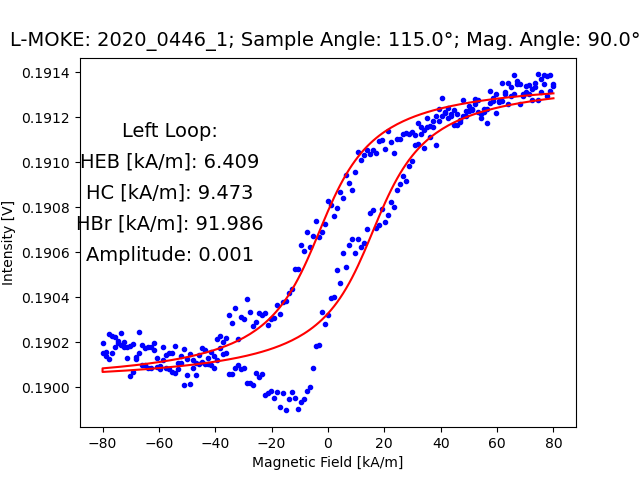 L-MOKE: 2020_0446_1; Sample Angle: 115.0°; Mag. Angle: 90.0°
0.1914
0.1912
0.1910
0.1908
0.1906
0.1904
0.1902
0.1900
Intensity [V]
Left Loop:
HEB [kA/m]: 6.409
HC [kA/m]: 9.473
HBr [kA/m]: 91.986
Amplitude: 0.001
−80 −60 −40 −20 0 20 40 60 80
Magnetic Field [kA/m]